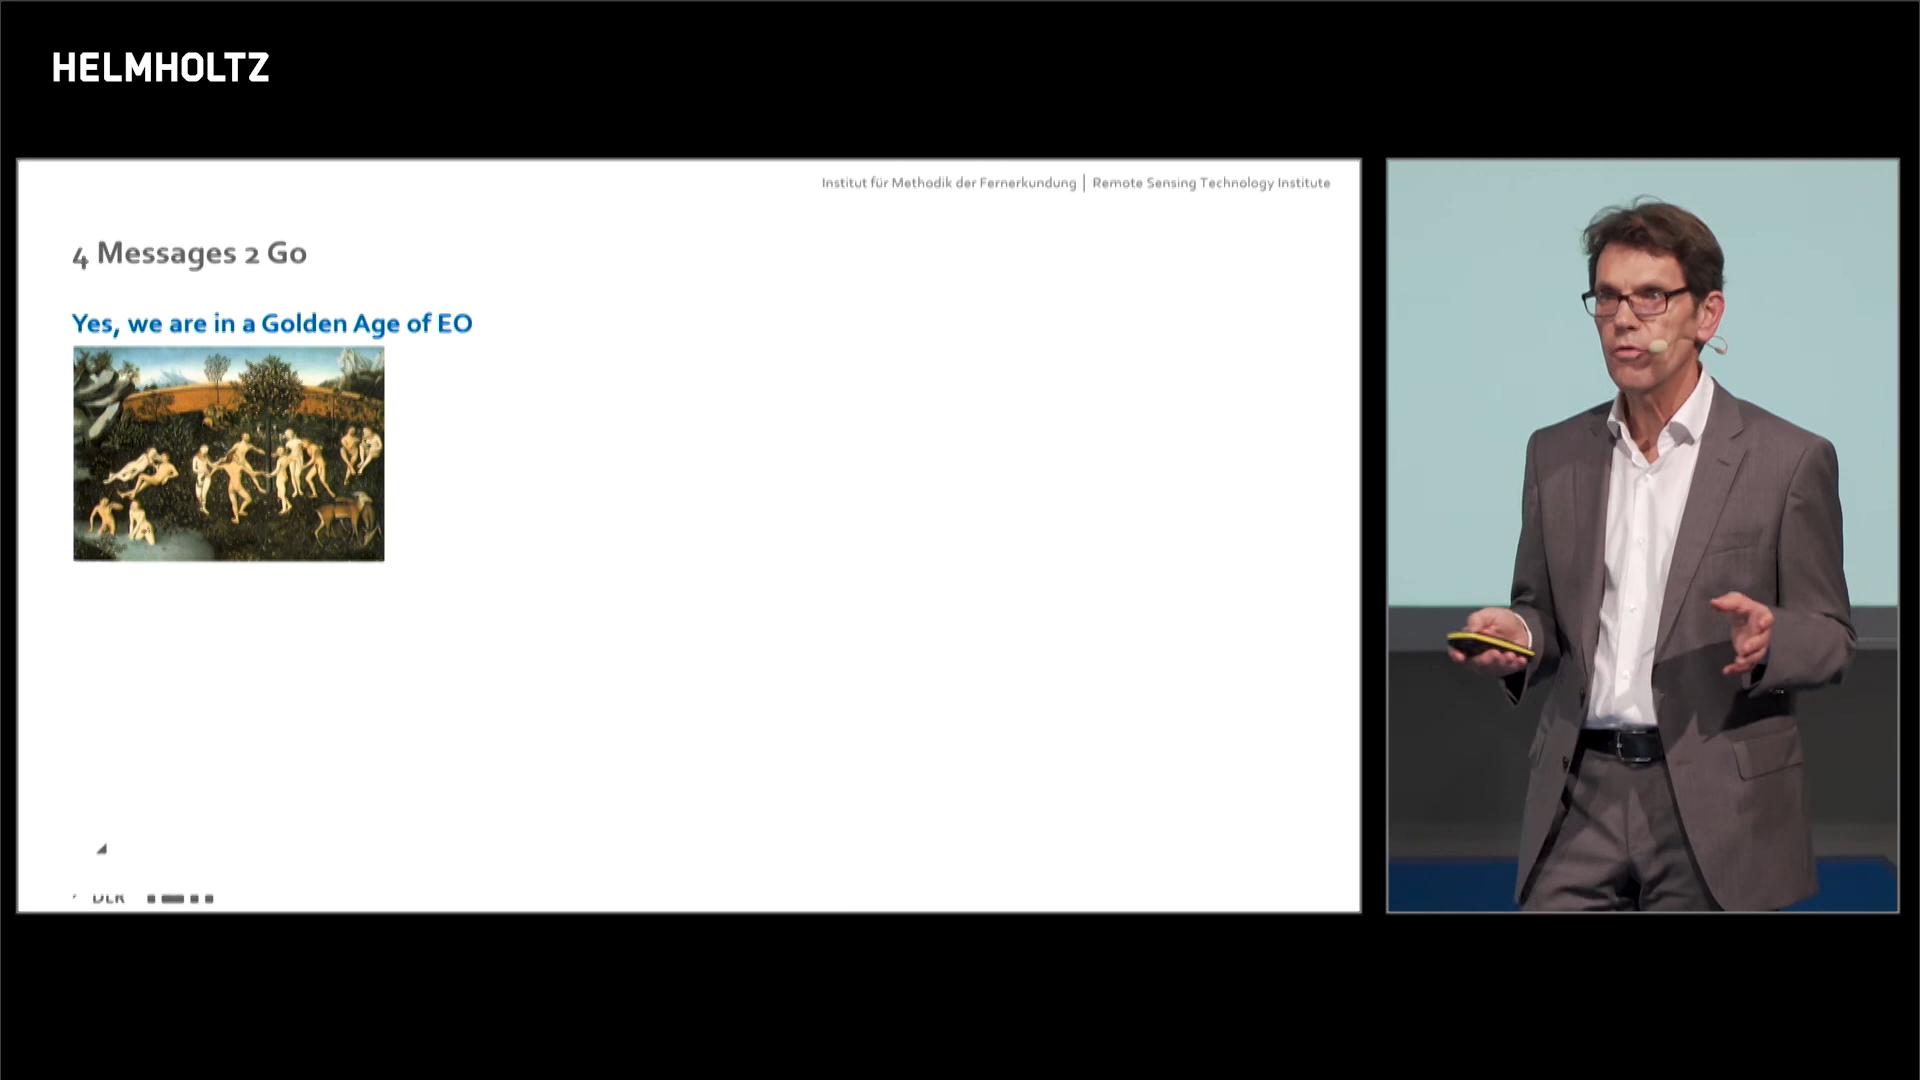 HELMHOLTZ
Institut für Methodik der Fernerkundung | Remote Sensing Technology Institute
4 Messages 2 Go
Yes, we are in a Golden Age of EO
DLR